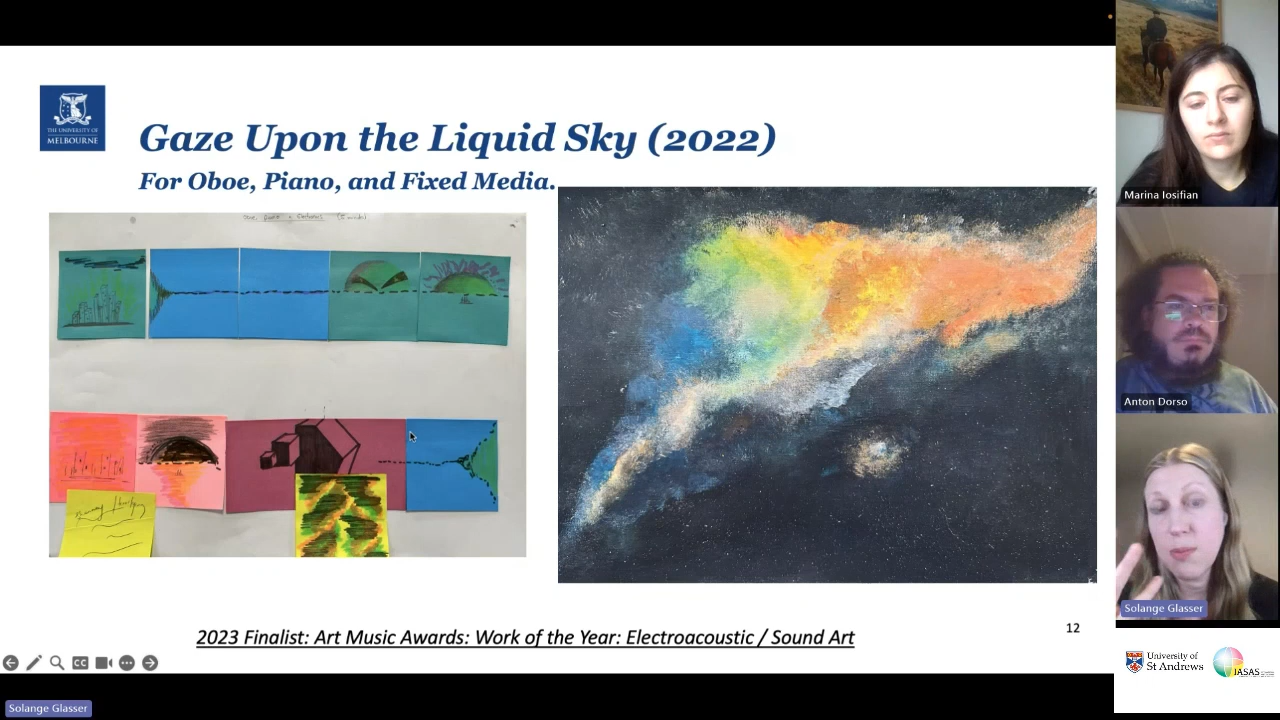 THE UNIVERSITY OF
MELBOURNE
Gaze Upon the Liquid Sky (2022)
For Oboe, Piano, and Fixed Media.
2023 Finalist: Art Music Awards: Work of the Year: Electroacoustic / Sound Art
12
CC
Solange Glasser
Marina Iosifian
Anton Dorso
Solange Glasser
University of
St Andrews
IASAS